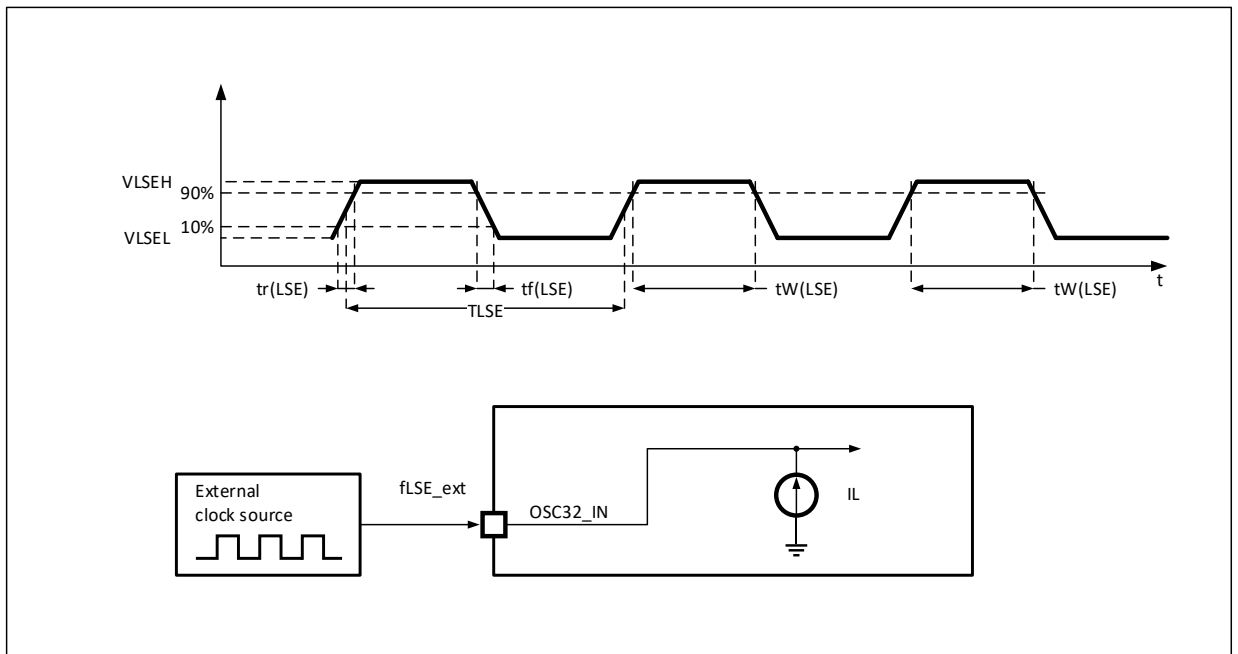 VLSEH
90%
10%
VLSEL
tr(LSE)
tf(LSE)
tW(LSE)
tW(LSE)
t
TLSE
External
clock source
fLSE_ext
OSC32_IN
IL